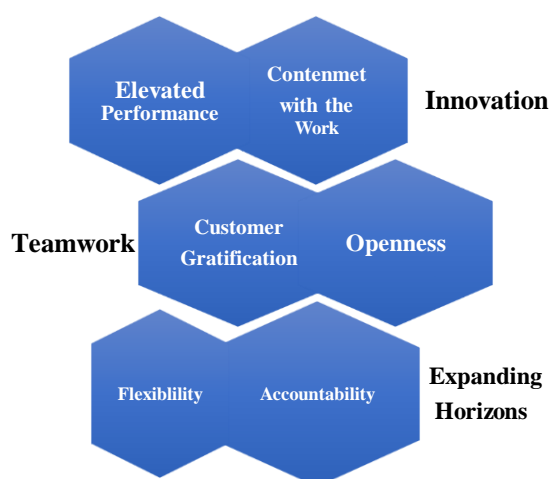 Elevated
Performance
Contenmet
with the
Work
Innovation
Teamwork
Customer
Gratification
Openness
Flexiblility
Accountability
Expanding
Horizons